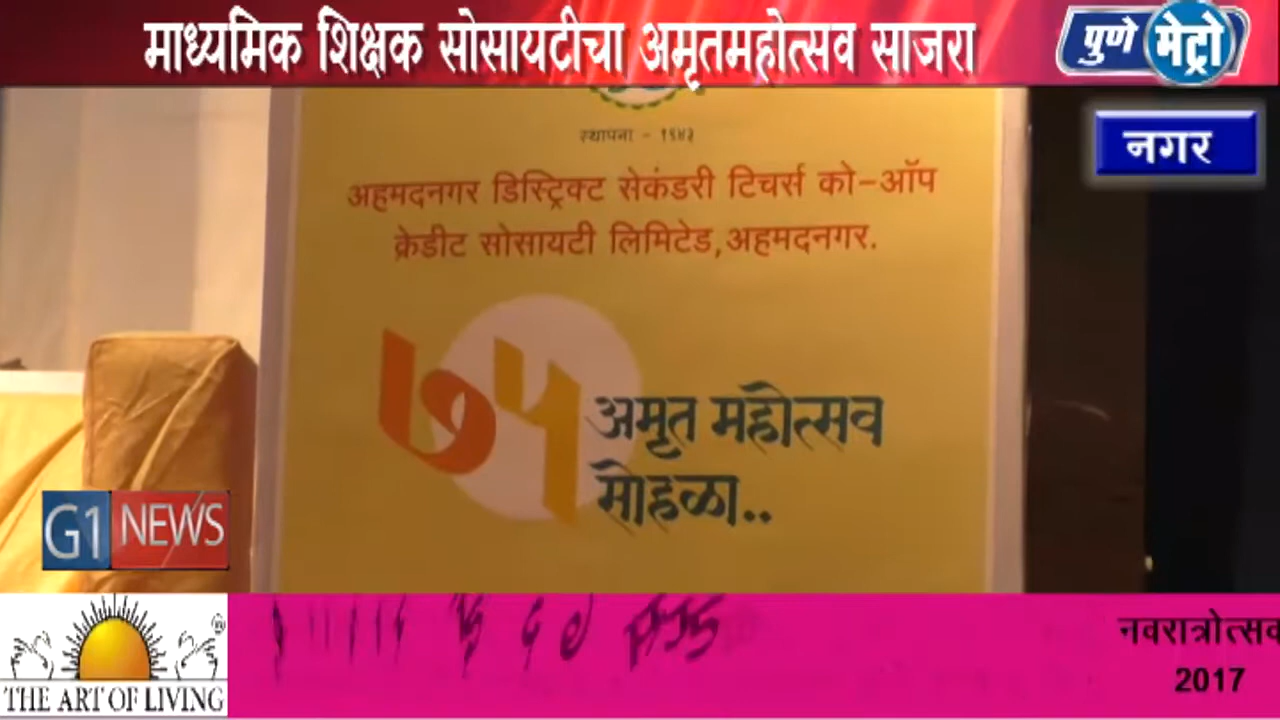 माध्यमिक शिक्षक सोसायटीचा अमृतमहोत्सव साजरा
पुणे मेट्रो
नगर
स्थापना - १९४३
अहमदनगर डिस्ट्रिक्ट सेकंडरी टिचर्स को-ऑप
क्रेडीट सोसायटी लिमिटेड,अहमदनगर.
७५ अमृत महोत्सव
सोहळा..
G1 NEWS
THE ART OF LIVING
नवरात्रोत्सव
2017